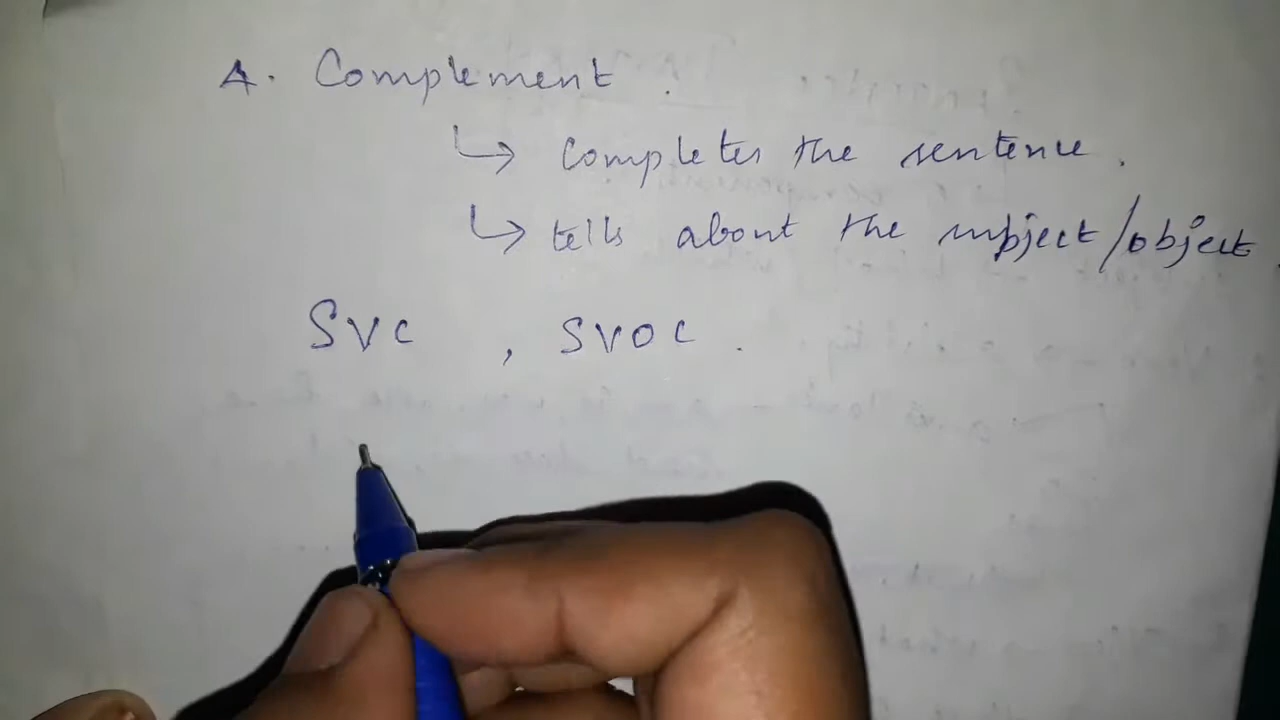 4. Complement.
↳ completes the sentence.
↳ tells about the subject/object.
SVC , SVOC .